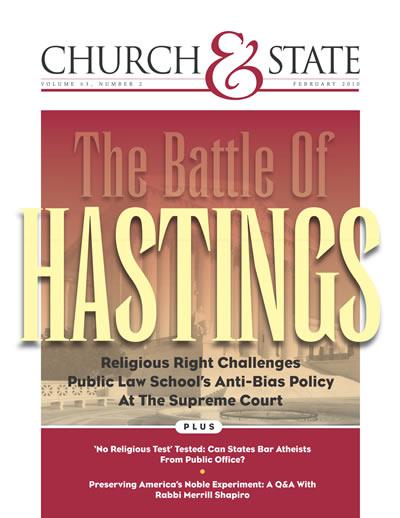 CHURCH & STATE
VOLUME 63, NUMBER 2 FEBRUARY 2010
The Battle Of
HASTINGS
Religious Right Challenges
Public Law School's Anti-Bias Policy
At The Supreme Court
PLUS
'No Religious Test' Tested: Can States Bar Atheists
From Public Office?
Preserving America's Noble Experiment: A Q&A With
Rabbi Merrill Shapiro